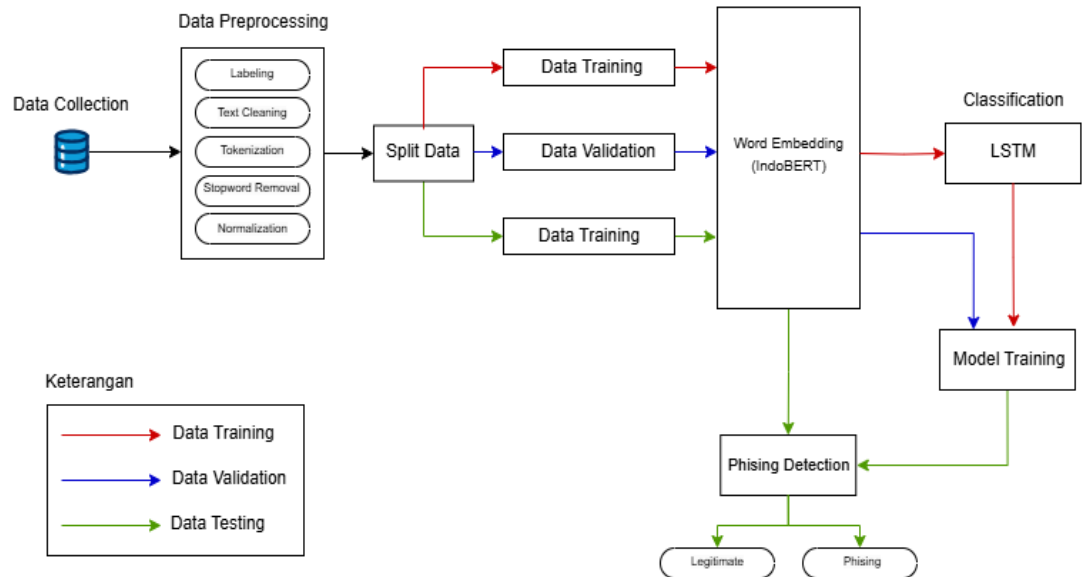 Data Preprocessing
Labeling
Text Cleaning
Tokenization
Stopword Removal
Normalization
Data Collection
Split Data
Data Training
Data Validation
Data Training
Word Embedding
(IndoBERT)
Classification
LSTM
Model Training
Phising Detection
Legitimate
Phising
Keterangan
Data Training
Data Validation
Data Testing